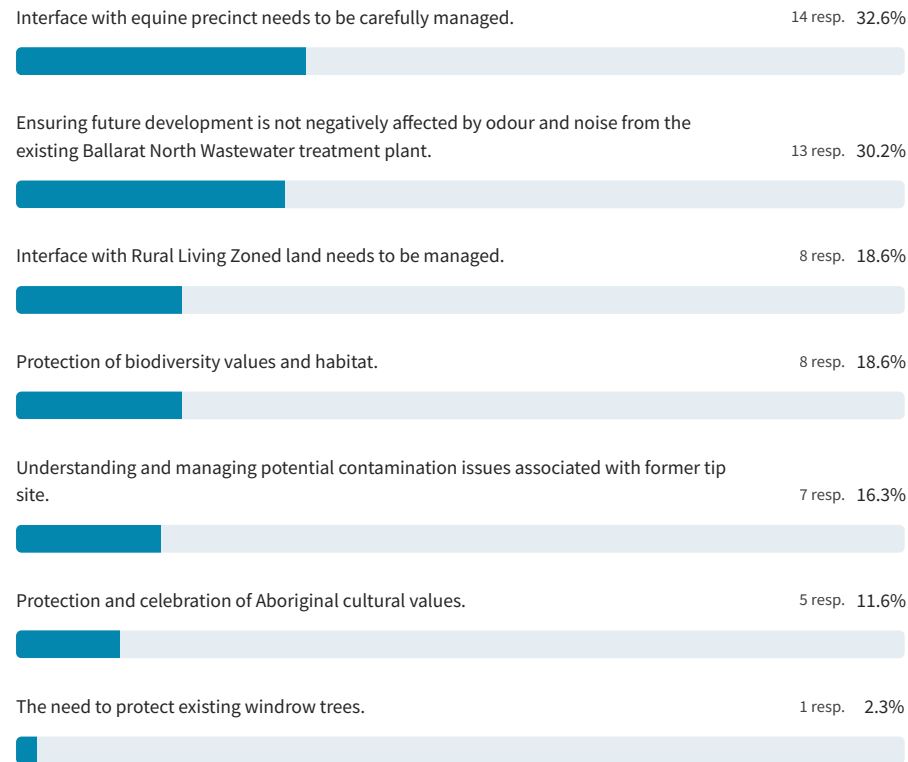 Interface with equine precinct needs to be carefully managed. 14 resp. 32.6%
Ensuring future development is not negatively affected by odour and noise from the
existing Ballarat North Wastewater treatment plant. 13 resp. 30.2%
Interface with Rural Living Zoned land needs to be managed. 8 resp. 18.6%
Protection of biodiversity values and habitat. 8 resp. 18.6%
Understanding and managing potential contamination issues associated with former tip
site. 7 resp. 16.3%
Protection and celebration of Aboriginal cultural values. 5 resp. 11.6%
The need to protect existing windrow trees. 1 resp. 2.3%